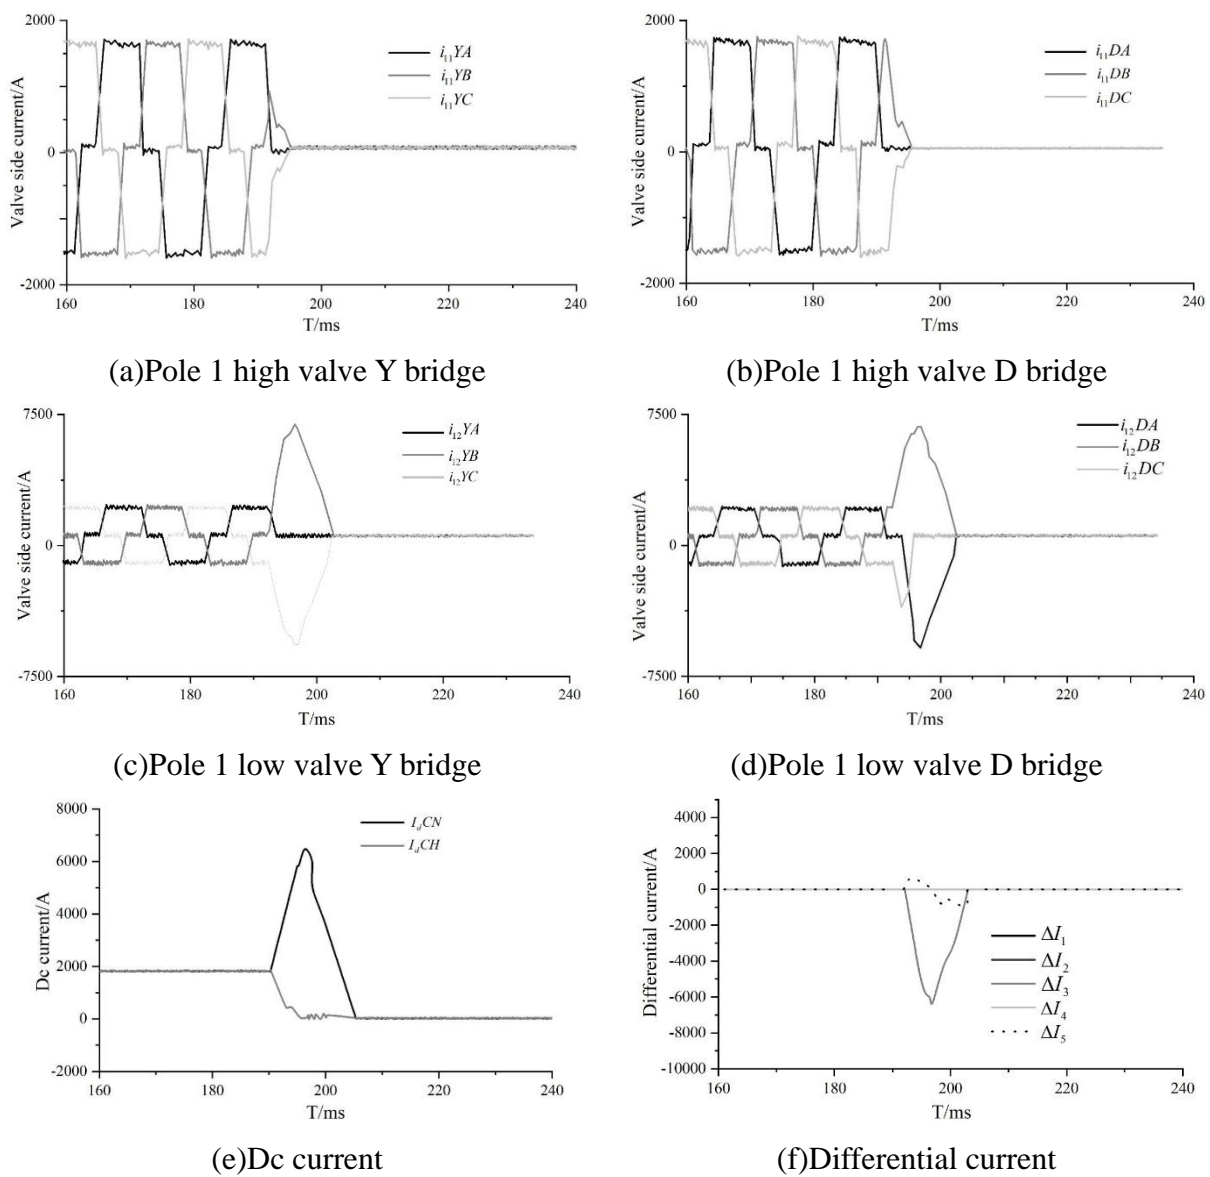 2000
0
-2000
Valve side current/A
160 180 200 220 240
T/ms
i₁₁YA
i₁₁YB
i₁₁YC
(a)Pole 1 high valve Y bridge
2000
0
-2000
Valve side current/A
160 180 200 220 240
T/ms
i₁₁DA
i₁₁DB
i₁₁DC
(b)Pole 1 high valve D bridge
7500
0
-7500
Valve side current/A
160 180 200 220 240
T/ms
i₁₂YA
i₁₂YB
i₁₂YC
(c)Pole 1 low valve Y bridge
7500
0
-7500
Valve side current/A
160 180 200 220 240
T/ms
i₁₂DA
i₁₂DB
i₁₂DC
(d)Pole 1 low valve D bridge
8000
6000
4000
2000
0
-2000
Dc current/A
160 180 200 220 240
T/ms
I_dCN
I_dCH
(e)Dc current
4000
2000
0
-2000
-4000
-6000
-8000
-10000
Differential current/A
160 180 200 220 240
T/ms
ΔI₁
ΔI₂
ΔI₃
ΔI₄
ΔI₅
(f)Differential current